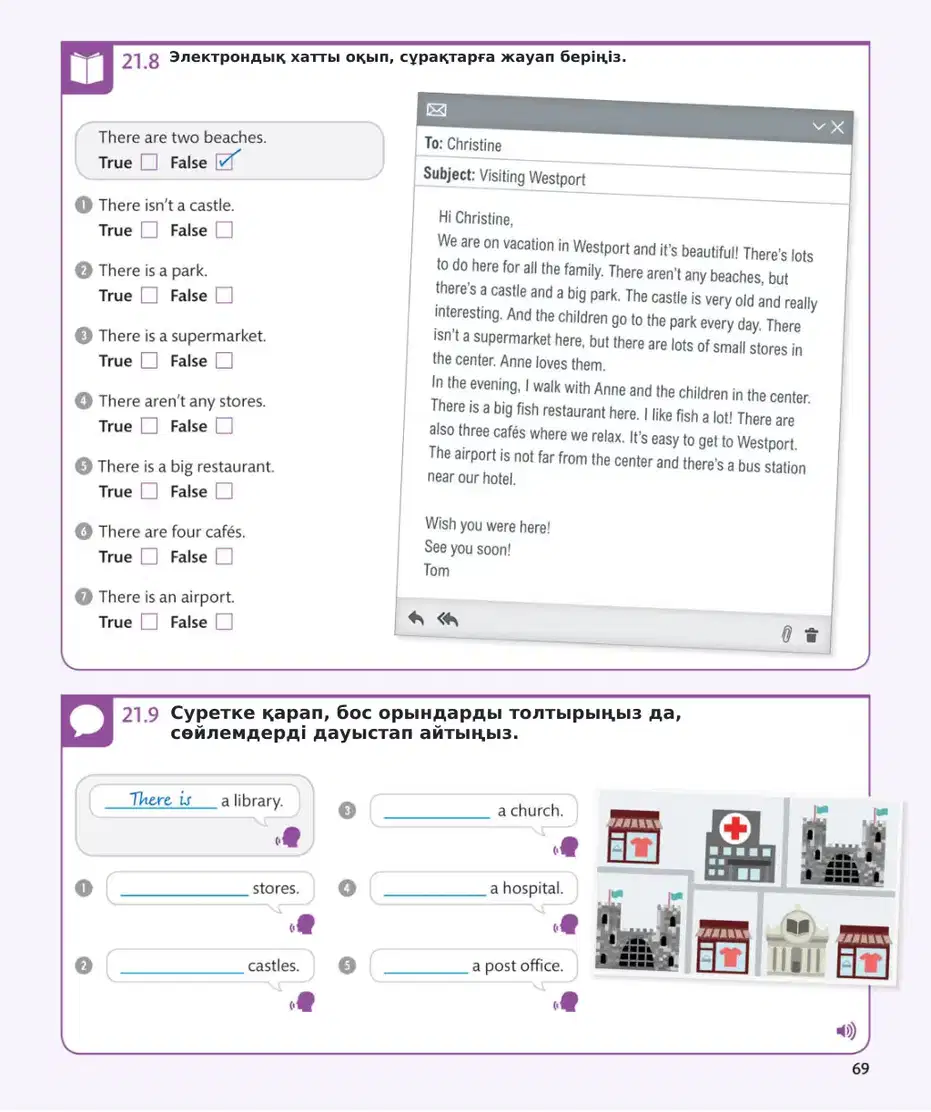 21.8 Электрондық хатты оқып, сұрақтарға жауап беріңіз.
There are two beaches.
True False
1 There isn't a castle.
True False
2 There is a park.
True False
3 There is a supermarket.
True False
4 There aren't any stores.
True False
5 There is a big restaurant.
True False
6 There are four cafés.
True False
7 There is an airport.
True False
To: Christine
Subject: Visiting Westport
Hi Christine,
We are on vacation in Westport and it's beautiful! There's lots
to do here for all the family. There aren't any beaches, but
there's a castle and a big park. The castle is very old and really
interesting. And the children go to the park every day. There
isn't a supermarket here, but there are lots of small stores in
the center. Anne loves them.
In the evening, I walk with Anne and the children in the center.
There is a big fish restaurant here. I like fish a lot! There are
also three cafés where we relax. It's easy to get to Westport.
The airport is not far from the center and there's a bus station
near our hotel.
Wish you were here!
See you soon!
Tom
21.9 Суретке қарап, бос орындарды толтырыңыз да,
сөйлемдерді дауыстап айтыңыз.
There is a library.
1 stores.
2 castles.
3 a church.
4 a hospital.
5 a post office.
69